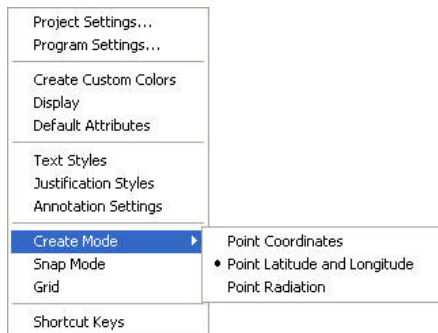 Project Settings...
Program Settings...
Create Custom Colors
Display
Default Attributes
Text Styles
Justification Styles
Annotation Settings
Create Mode
Snap Mode
Grid
Shortcut Keys
Point Coordinates
Point Latitude and Longitude
Point Radiation